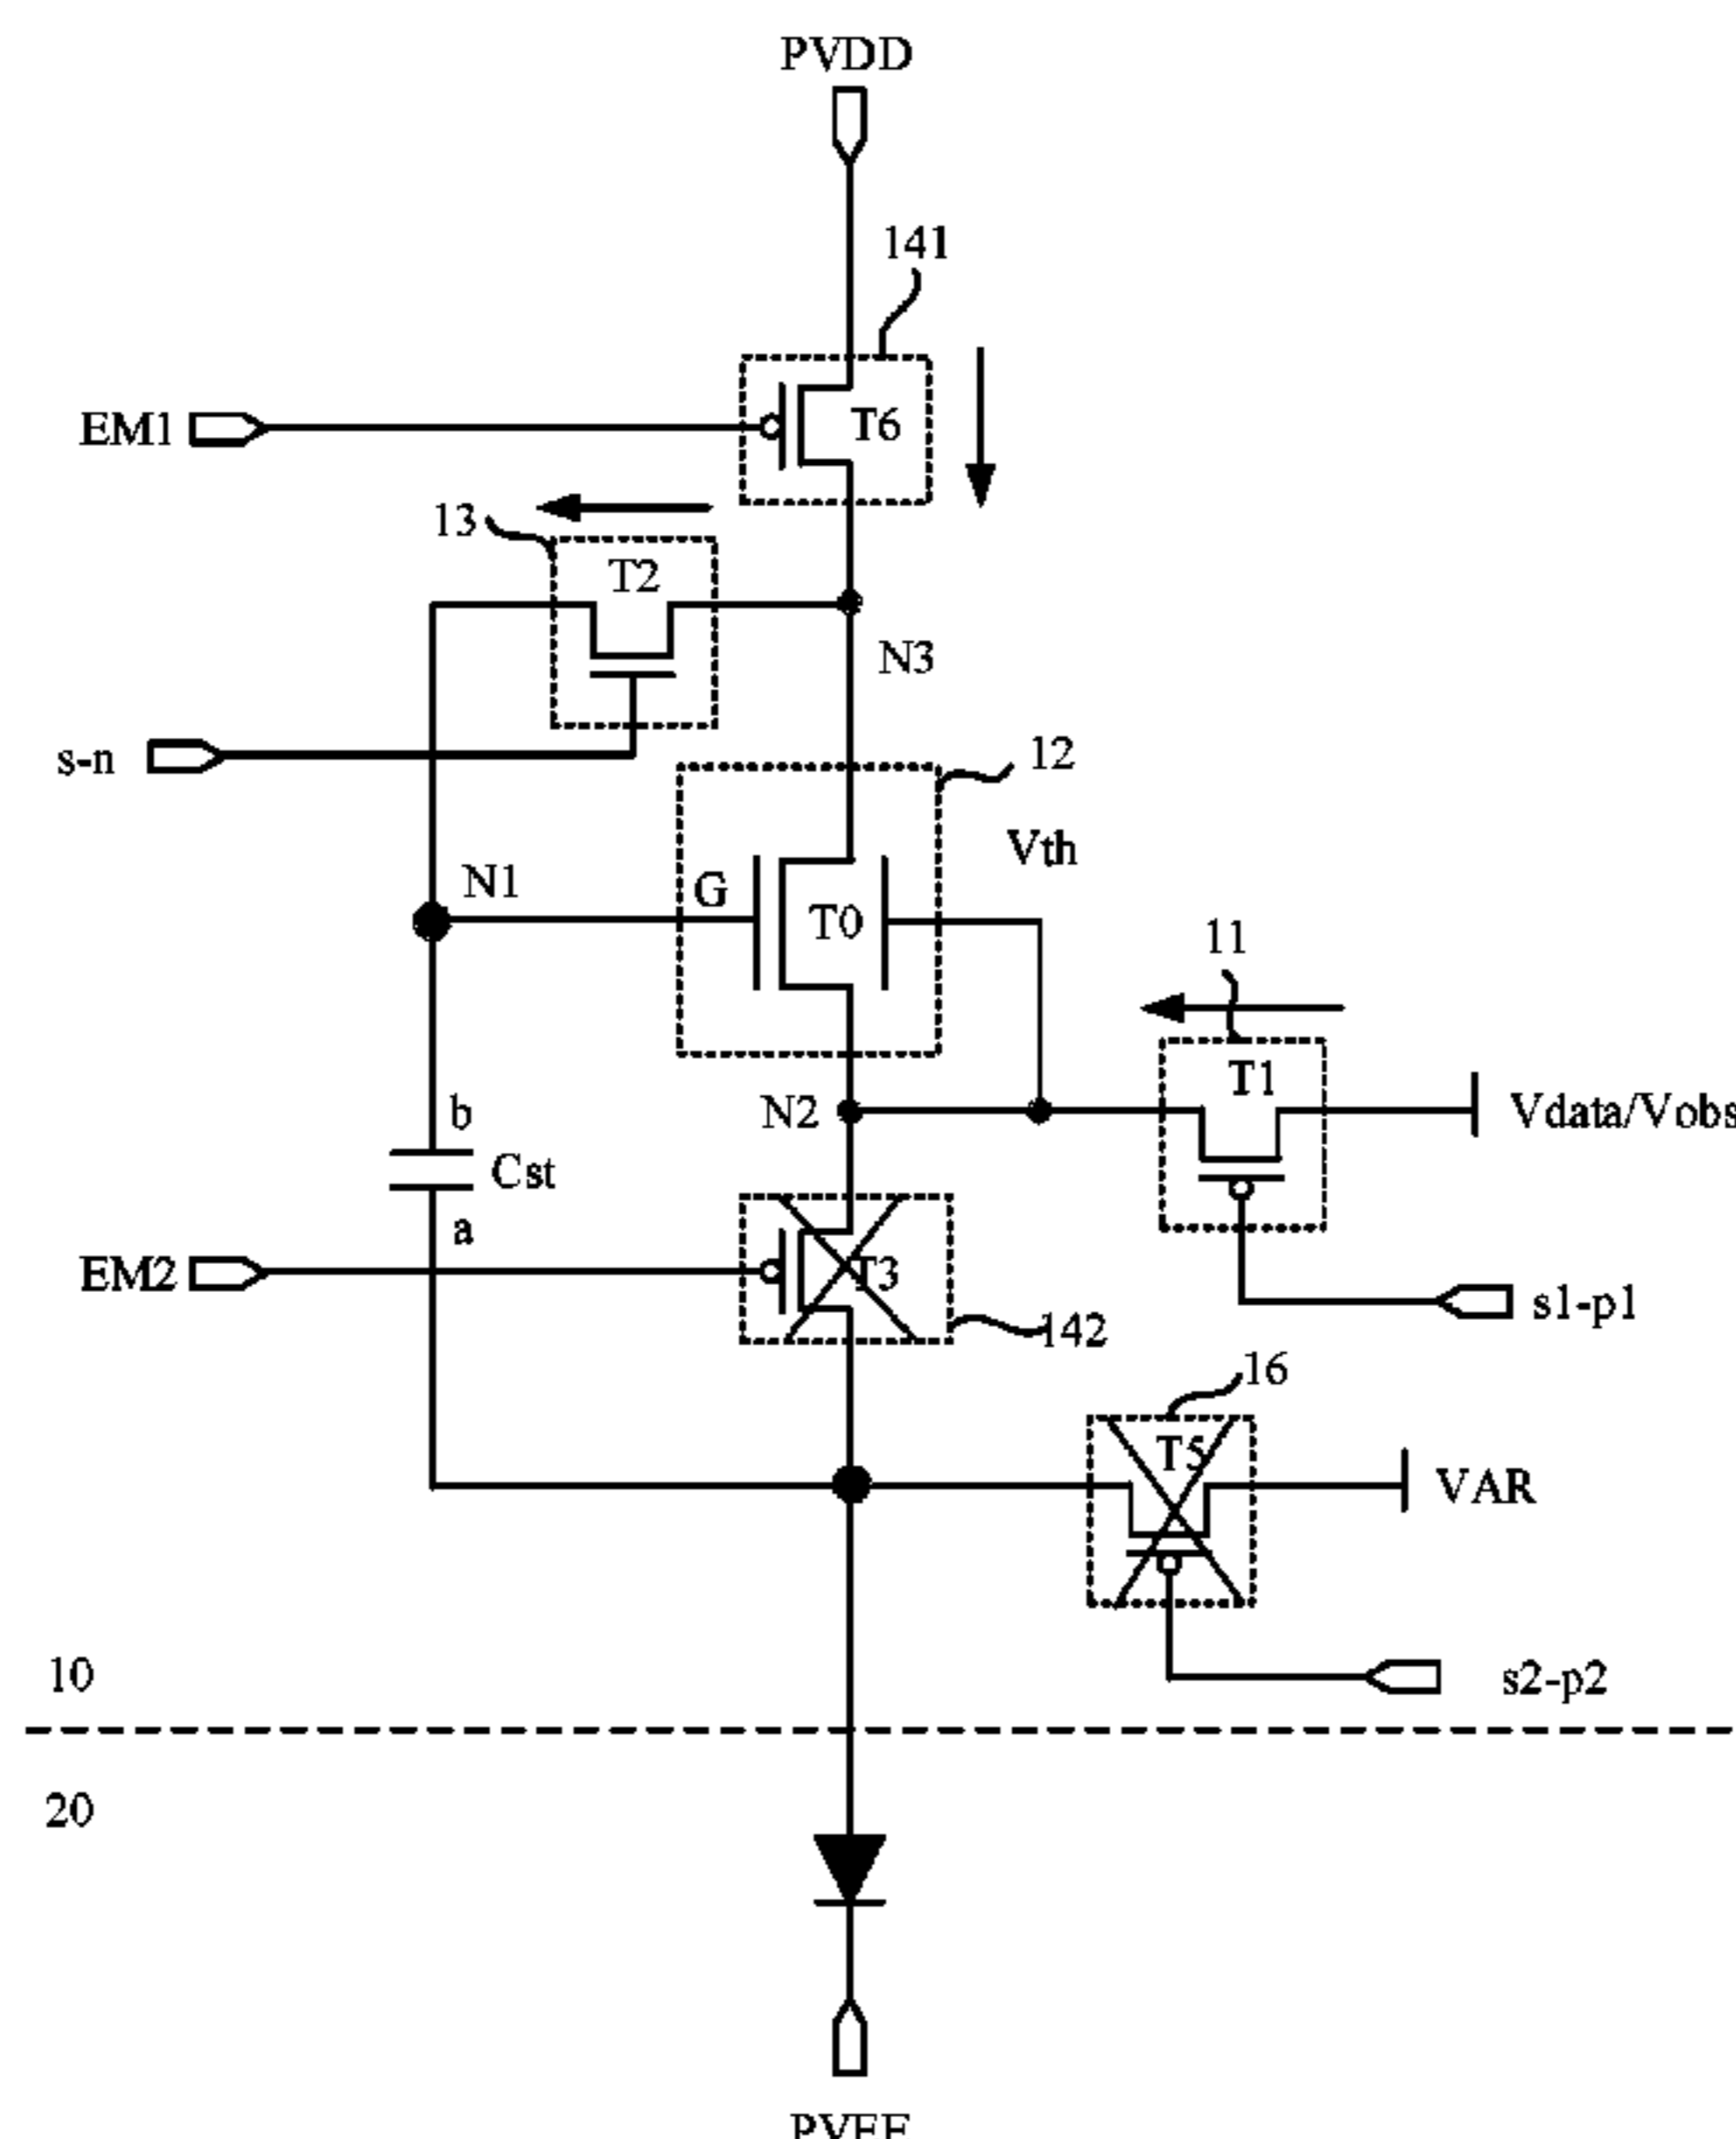 PVDD
141
EM1
T6
13
T2
N3
s-n
12
Vth
N1
G
T0
11
T1
b
N2
Vdata/Vobs
Cst
a
EM2
T3
s1-p1
142
16
T5
VAR
10
s2-p2
20
PVEE